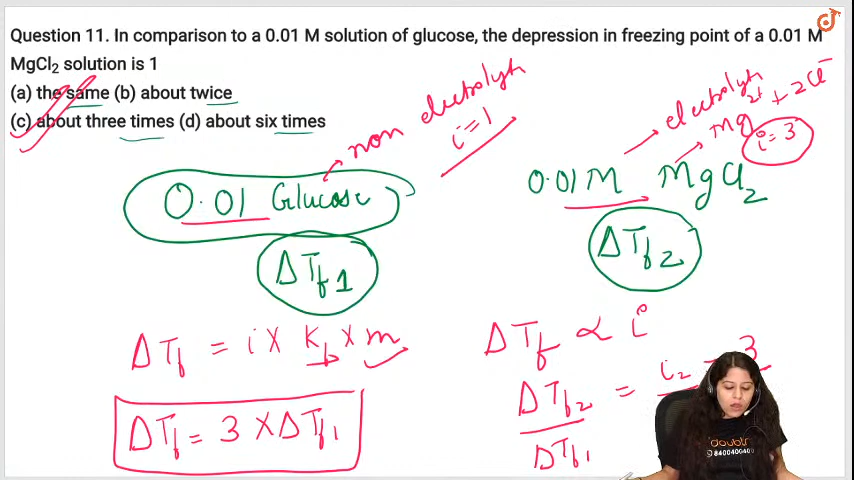 Question 11. In comparison to a 0.01 M solution of glucose, the depression in freezing point of a 0.01 M
MgCl₂ solution is 1
(a) the same (b) about twice
(c) about three times (d) about six times
non electrolyte
i = 1
electrolyte
Mg²⁺ + 2Cl⁻
i = 3
0.01 Glucose
0.01 M MgCl₂
ΔTf1
ΔTf2
ΔTf = i × Kf × m
ΔTf ∝ i
ΔTf2 / ΔTf1 = i₂ = 3
ΔTf = 3 × ΔTf1
doubtn
8400400400